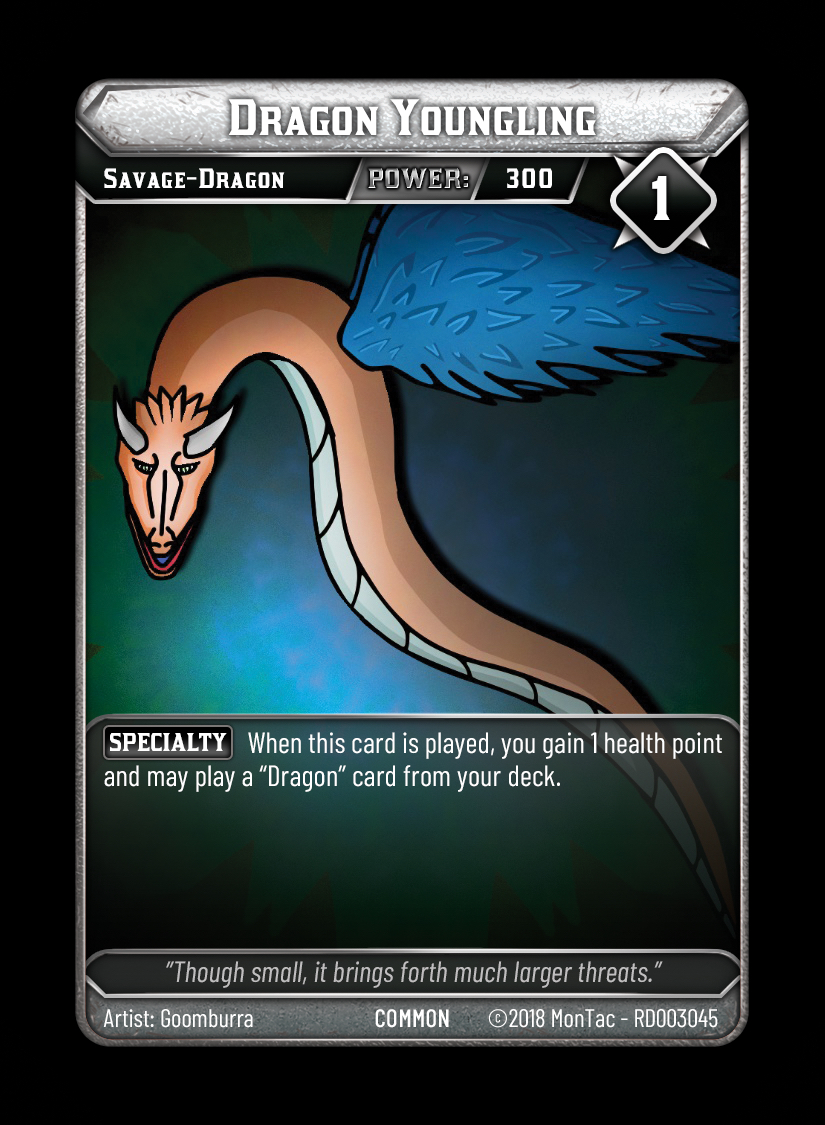 Dragon Youngling
Savage-Dragon POWER: 300 1
SPECIALTY When this card is played, you gain 1 health point
and may play a “Dragon” card from your deck.
“Though small, it brings forth much larger threats.”
Artist: Goomburra COMMON ©2018 MonTac - RD003045